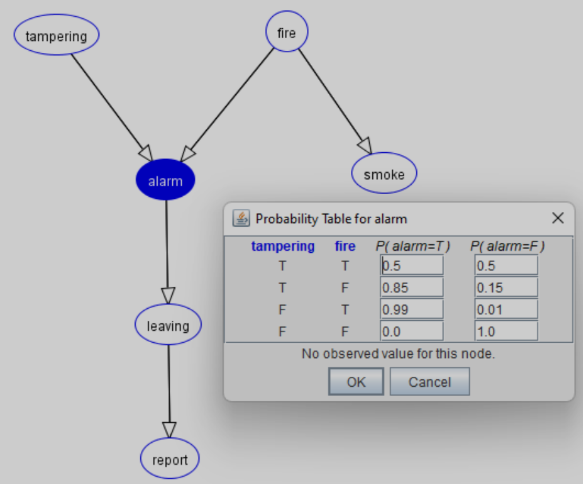 tampering
fire
alarm
smoke
Probability Table for alarm
tampering fire P( alarm=T ) P( alarm=F )
T T 0.5 0.5
T F 0.85 0.15
F T 0.99 0.01
F F 0.0 1.0
No observed value for this node.
OK Cancel
leaving
report